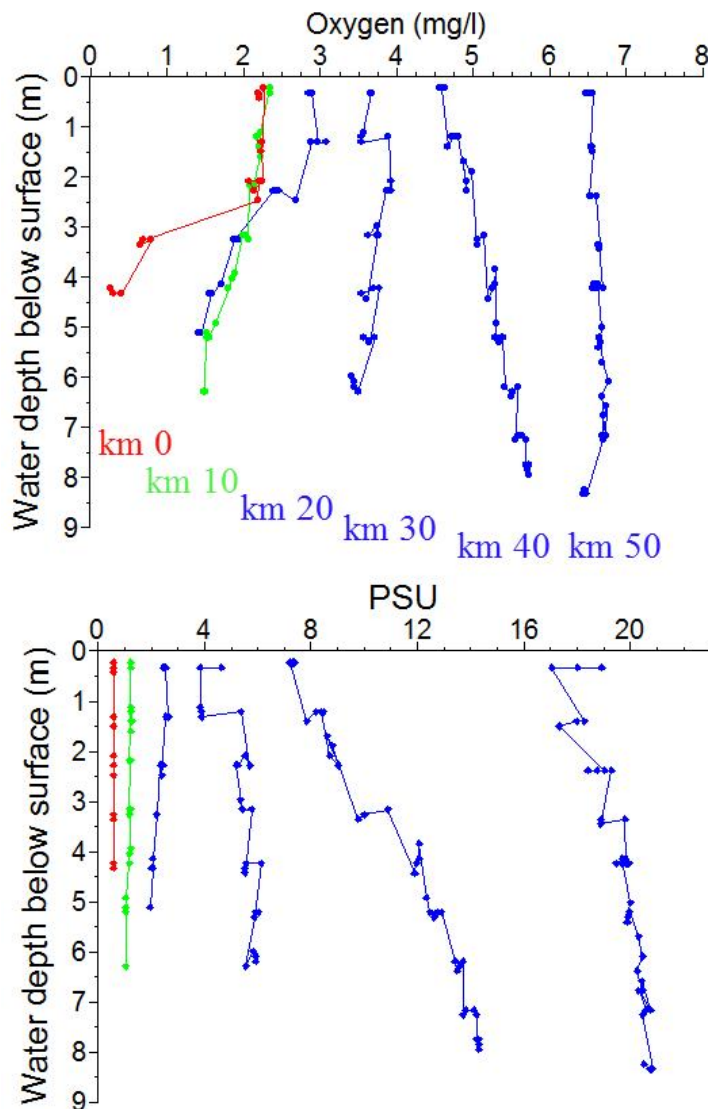 Oxygen (mg/l)
0 1 2 3 4 5 6 7 8
Water depth below surface (m)
0
1
2
3
4
5
6
7
8
9
km 0
km 10
km 20
km 30
km 40
km 50
PSU
0 4 8 12 16 20
Water depth below surface (m)
0
1
2
3
4
5
6
7
8
9